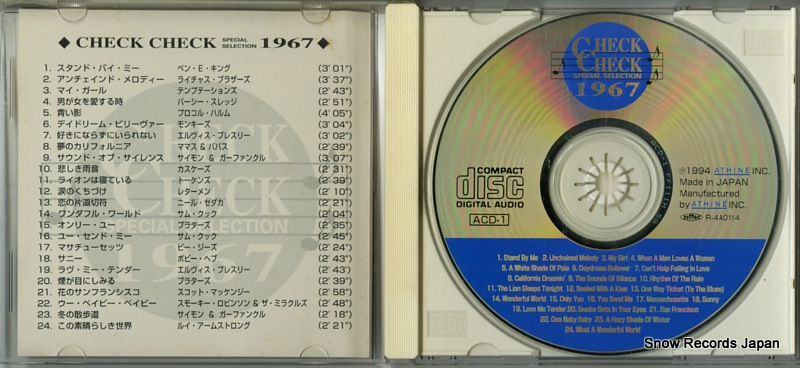 ◆ CHECK CHECK SPECIAL SELECTION 1967 ◆
1. スタンド・バイ・ミー ベン・E・キング (3' 01")
2. アンチェインド・メロディー ライチャス・ブラザーズ (3' 37")
3. マイ・ガール テンプテーションズ (2' 43")
4. 男が女を愛する時 パーシー・スレッジ (2' 51")
5. 青い影 プロコル・ハルム (4' 05")
6. デイドリーム・ビリーヴァー モンキーズ (3' 04")
7. 好きにならずにいられない エルヴィス・プレスリー (3' 02")
8. 夢のカリフォルニア ママス & パパス (2' 39")
9. サウンド・オブ・サイレンス サイモン & ガーファンクル (3' 07")
10. 悲しき雨音 カスケーズ (2' 31")
11. ライオンは寝ている トーケンズ (2' 39")
12. 涙のくちづけ レターメン (2' 10")
13. 恋の片道切符 ニール・セダカ (2' 21")
14. ワンダフル・ワールド サム・クック (2' 04")
15. オンリー・ユー プラターズ (2' 35")
16. ユー・センド・ミー サム・クック (2' 45")
17. マサチューセッツ ビー・ジーズ (2' 24")
18. サニー ボビー・ヘブ (2' 43")
19. ラヴ・ミー・テンダー エルヴィス・プレスリー (2' 43")
20. 煙が目にしみる プラターズ (2' 39")
21. 花のサンフランシスコ スコット・マッケンジー (2' 58")
22. ウー・ベイビー・ベイビー スモーキー・ロビンソン & ザ・ミラクルズ (2' 48")
23. 冬の散歩道 サイモン & ガーファンクル (2' 18")
24. この素晴らしき世界 ルイ・アームストロング (2' 21")
CHECK
CHECK
SPECIAL SELECTION
1967
CHECK
CHECK
SPECIAL SELECTION
1967
COMPACT
disc
DIGITAL AUDIO
ACD-1
Ⓟ1994 ATHINE INC.
Made in JAPAN
Manufactured
by ATHINE INC.
R-4A0114
1. Stand By Me 2. Unchained Melody 3. My Girl 4. When A Man Loves A Woman
5. A White Shade Of Pale 6. Daydream Believer 7. Can't Help Falling In Love
8. California Dreamin' 9. The Sounds Of Silence 10. Rhythm Of The Rain
11. The Lion Sleeps Tonight 12. Sealed With A Kiss 13. One Way Ticket (To The Blues)
14. Wonderful World 15. Only You 16. You Send Me 17. Massachusetts 18. Sunny
19. Love Me Tender 20. Smoke Gets In Your Eyes 21. San Francisco
22. Ooo Baby Baby 23. A Hazy Shade Of Winter
24. What A Wonderful World
Snow Records Japan